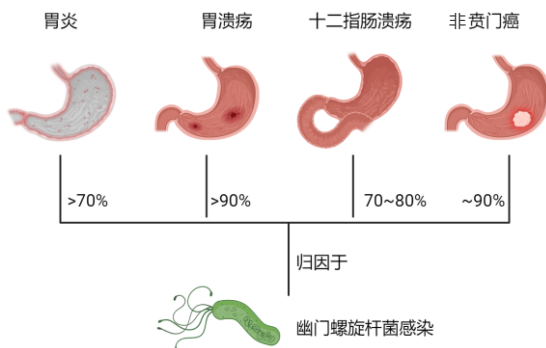 胃炎
胃溃疡
十二指肠溃疡
非贲门癌
>70%
>90%
70~80%
~90%
归因于
幽门螺旋杆菌感染